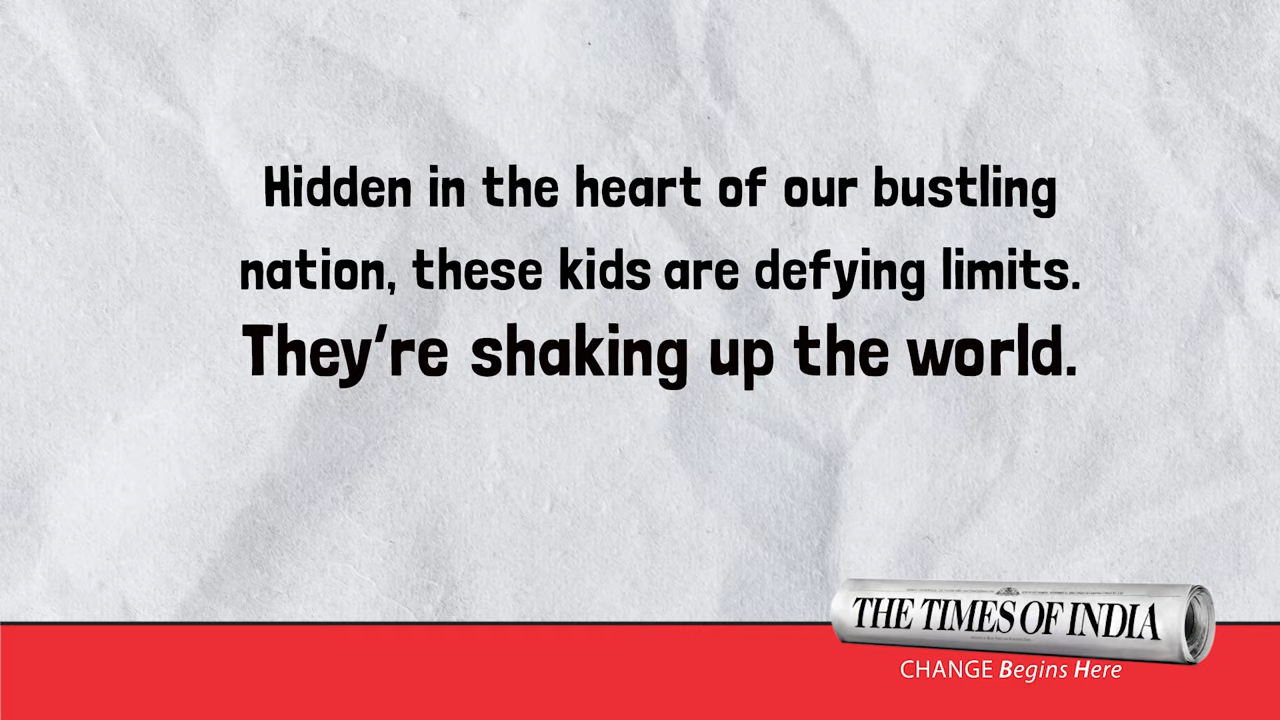 Hidden in the heart of our bustling
nation, these kids are defying limits.
They're shaking up the world.
THE TIMES OF INDIA
CHANGE Begins Here